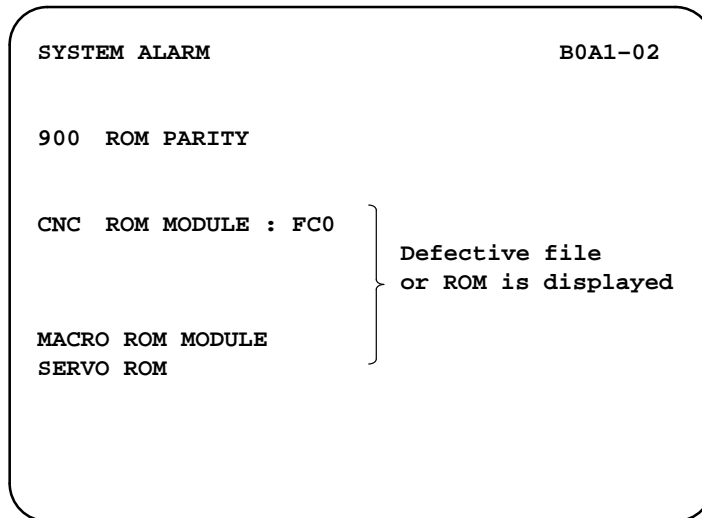 SYSTEM ALARM B0A1–02
900 ROM PARITY
CNC ROM MODULE : FC0
Defective file
or ROM is displayed
MACRO ROM MODULE
SERVO ROM